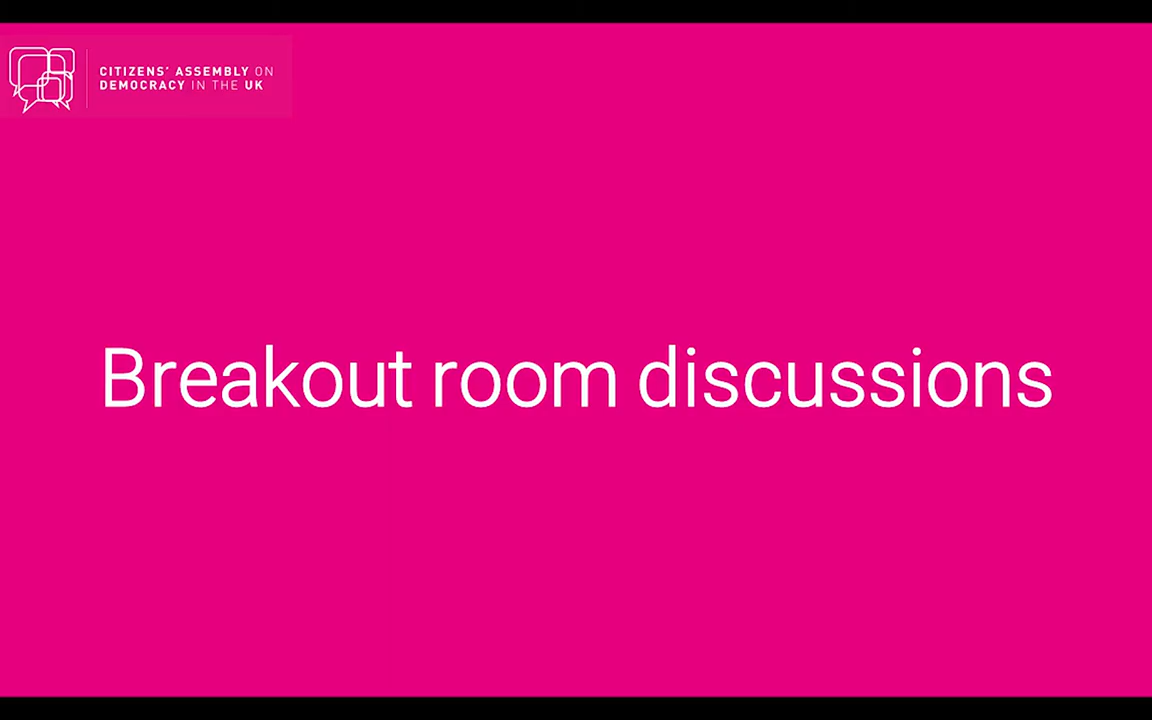 CITIZENS' ASSEMBLY ON
DEMOCRACY IN THE UK
Breakout room discussions